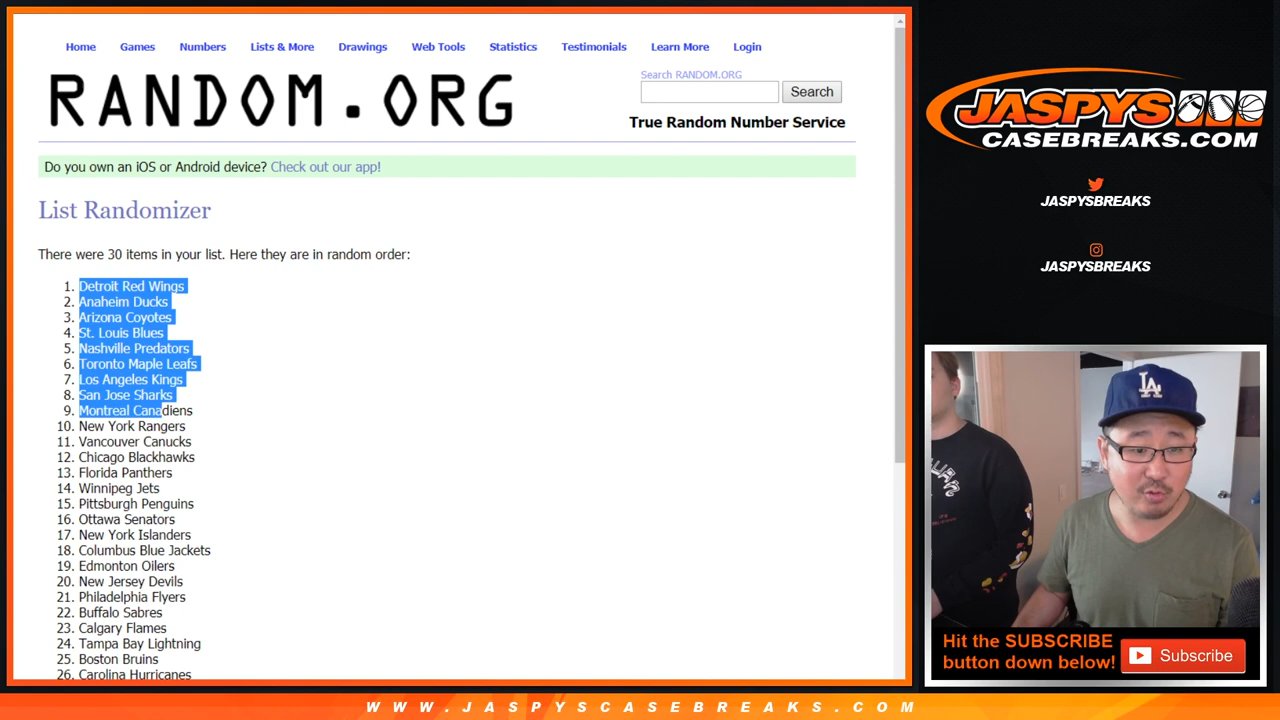 Home Games Numbers Lists & More Drawings Web Tools Statistics Testimonials Learn More Login
RANDOM.ORG
Search RANDOM.ORG
Search
True Random Number Service
Do you own an iOS or Android device? Check out our app!
List Randomizer
There were 30 items in your list. Here they are in random order:
1. Detroit Red Wings
2. Anaheim Ducks
3. Arizona Coyotes
4. St. Louis Blues
5. Nashville Predators
6. Toronto Maple Leafs
7. Los Angeles Kings
8. San Jose Sharks
9. Montreal Canadiens
10. New York Rangers
11. Vancouver Canucks
12. Chicago Blackhawks
13. Florida Panthers
14. Winnipeg Jets
15. Pittsburgh Penguins
16. Ottawa Senators
17. New York Islanders
18. Columbus Blue Jackets
19. Edmonton Oilers
20. New Jersey Devils
21. Philadelphia Flyers
22. Buffalo Sabres
23. Calgary Flames
24. Tampa Bay Lightning
25. Boston Bruins
26. Carolina Hurricanes
JASPYS
CASEBREAKS.COM
JASPYSBREAKS
JASPYSBREAKS
LA
Hit the SUBSCRIBE
button down below!
Subscribe
WWW.JASPYSCASEBREAKS.COM